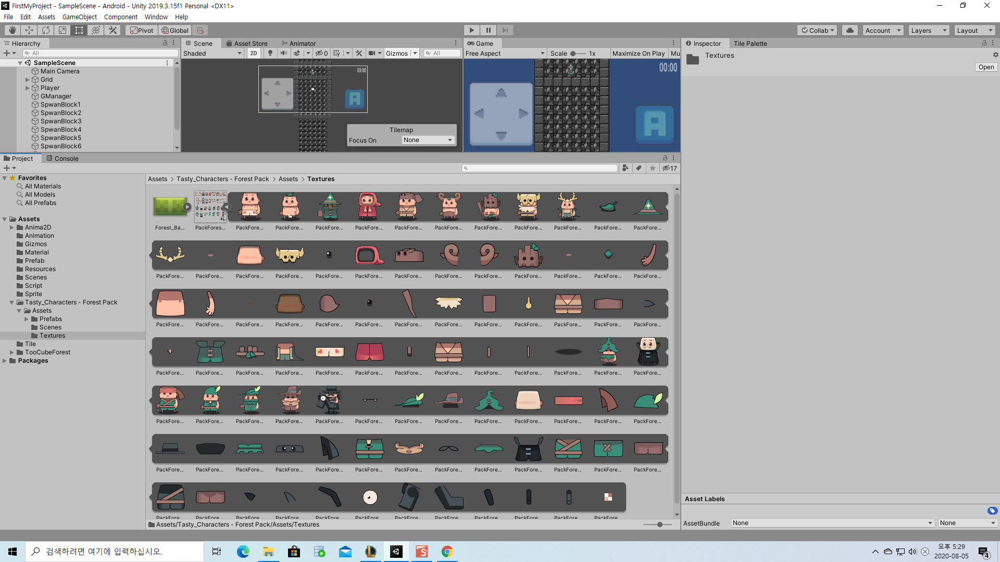 FirstMyProject - SampleScene - Android - Unity 2019.3.15f1 Personal <DX11>
File Edit Assets GameObject Component Window Help
Pivot Global Collab Account Layers Layout
Hierarchy
All
SampleScene
Main Camera
Grid
Player
GManager
SpwanBlock1
SpwanBlock2
SpwanBlock3
SpwanBlock4
SpwanBlock5
SpwanBlock6
Scene Asset Store Animator
Shaded 2D 0 Gizmos All
00:00
A
Tilemap
Focus On None
Game
Free Aspect Scale 1x Maximize On Play Mu
00:00
A
Inspector Tile Palette
Textures
Open
Project Console
17
Favorites
All Materials
All Models
All Prefabs
Assets
Anima2D
Animation
Gizmos
Material
Prefab
Resources
Scenes
Script
Sprite
Tasty_Characters - Forest Pack
Assets
Prefabs
Scenes
Textures
Tile
TooCubeForest
Packages
Assets > Tasty_Characters - Forest Pack > Assets > Textures
Forest_Ba... PackFores... PackFore... PackFore... PackFore... PackFore... PackFore... PackFore... PackFore... PackFore... PackFore... PackFore... PackFore...
PackFore... PackFore... PackFore... PackFore... PackFore... PackFore... PackFore... PackFore... PackFore... PackFore... PackFore... PackFore... PackFore...
PackFore... PackFore... PackFore... PackFore... PackFore... PackFore... PackFore... PackFore... PackFore... PackFore... PackFore... PackFore... PackFore...
PackFore... PackFore... PackFore... PackFore... PackFore... PackFore... PackFore... PackFore... PackFore... PackFore... PackFore... PackFore... PackFore...
PackFore... PackFore... PackFore... PackFore... PackFore... PackFore... PackFore... PackFore... PackFore... PackFore... PackFore... PackFore... PackFore...
PackFore... PackFore... PackFore... PackFore... PackFore... PackFore... PackFore... PackFore... PackFore... PackFore... PackFore... PackFore... PackFore...
PackFore... PackFore... PackFore... PackFore... PackFore... PackFore... PackFore... PackFore... PackFore... PackFore... PackFore... PackFore...
Assets/Tasty_Characters - Forest Pack/Assets/Textures
Asset Labels
AssetBundle None None
검색하려면 여기에 입력하십시오.
오후 5:29
2020-08-05
4